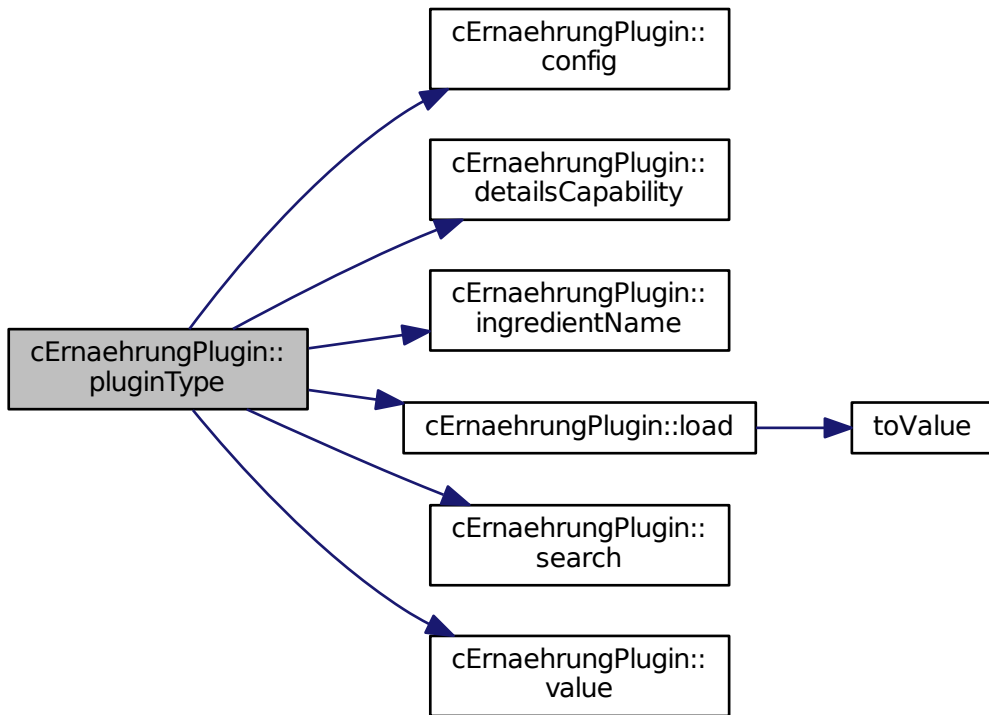 cErnaehrungPlugin::
config
cErnaehrungPlugin::
detailsCapability
cErnaehrungPlugin::
ingredientName
cErnaehrungPlugin::
pluginType
cErnaehrungPlugin::load
toValue
cErnaehrungPlugin::
search
cErnaehrungPlugin::
value